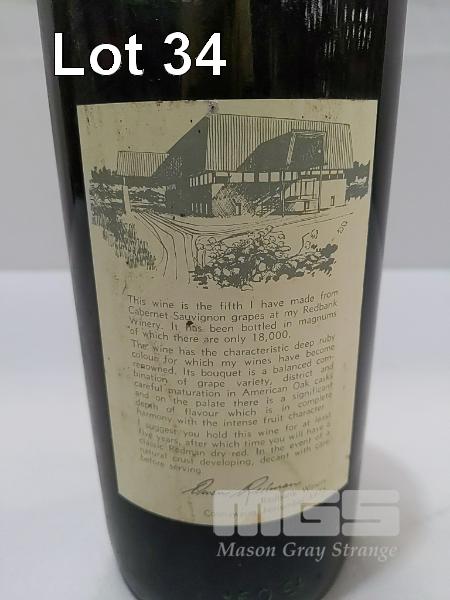 Lot 34
This wine is the fifth I have made from
Cabernet Sauvignon grapes at my Redbank
Winery. It has been bottled in magnums
of which there are only 18,000.
The wine has the characteristic deep ruby
colour for which my wines have become
renowned. Its bouquet is a balanced com-
bination of grape variety, district and
careful maturation in American Oak casks
and on the palate there is a significant
depth of flavour which is in complete
harmony with the intense fruit character.
I suggest you hold this wine for at least
five years, after which time you will have a
classic Redman dry red. In the event of a
natural crust developing, decant with care
before serving.
Owen Redman
Redbank Winery
MGS
Mason Gray Strange